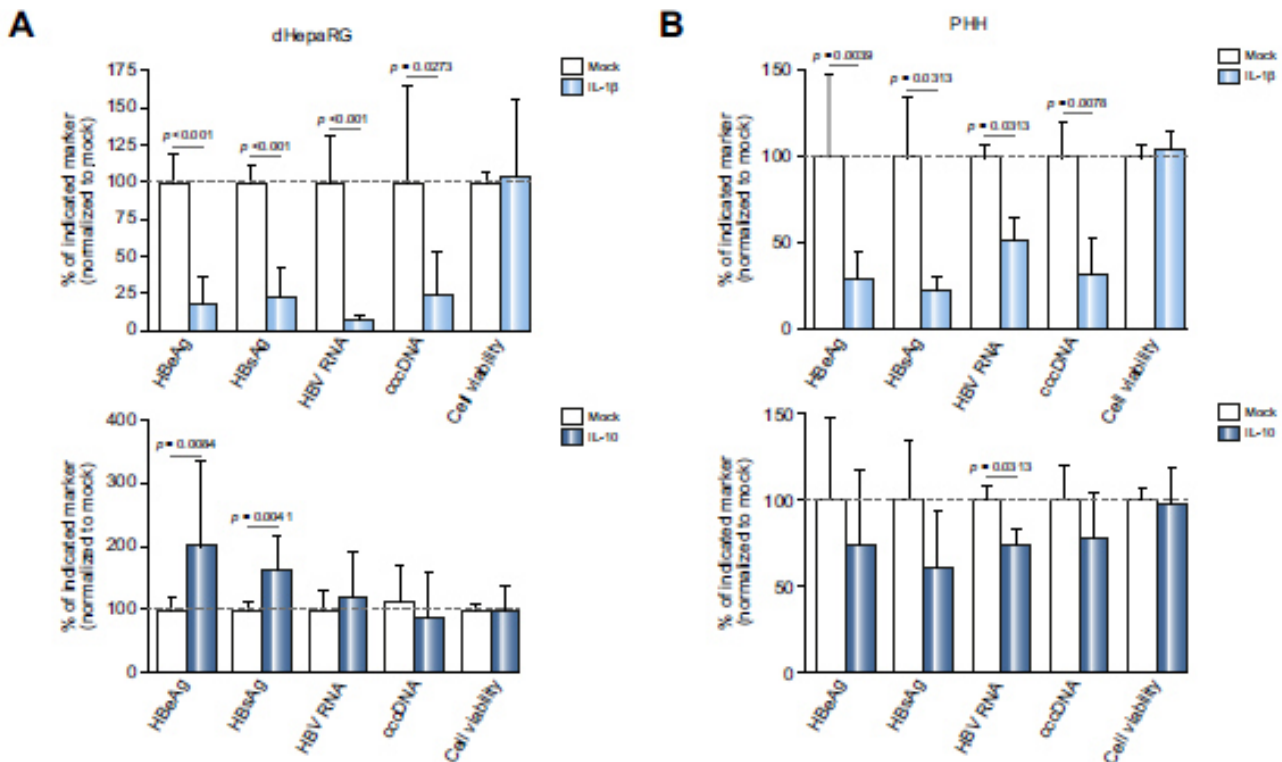 A
dHepaRG
% of indicated marker
(normalized to mock)
175
150
125
100
75
50
25
0
p <0.001
p <0.001
p <0.001
p = 0.0273
Mock
IL-1β
HBeAg
HBsAg
HBV RNA
cccDNA
Cell viability
% of indicated marker
(normalized to mock)
400
300
200
100
0
p = 0.0084
p = 0.0041
Mock
IL-10
HBeAg
HBsAg
HBV RNA
cccDNA
Cell viability
B
PHH
% of indicated marker
(normalized to mock)
150
100
50
0
p = 0.0039
p = 0.0313
p = 0.0313
p = 0.0078
Mock
IL-1β
HBeAg
HBsAg
HBV RNA
cccDNA
Cell viability
% of indicated marker
(normalized to mock)
150
100
50
0
p = 0.0313
Mock
IL-10
HBeAg
HBsAg
HBV RNA
cccDNA
Cell viability